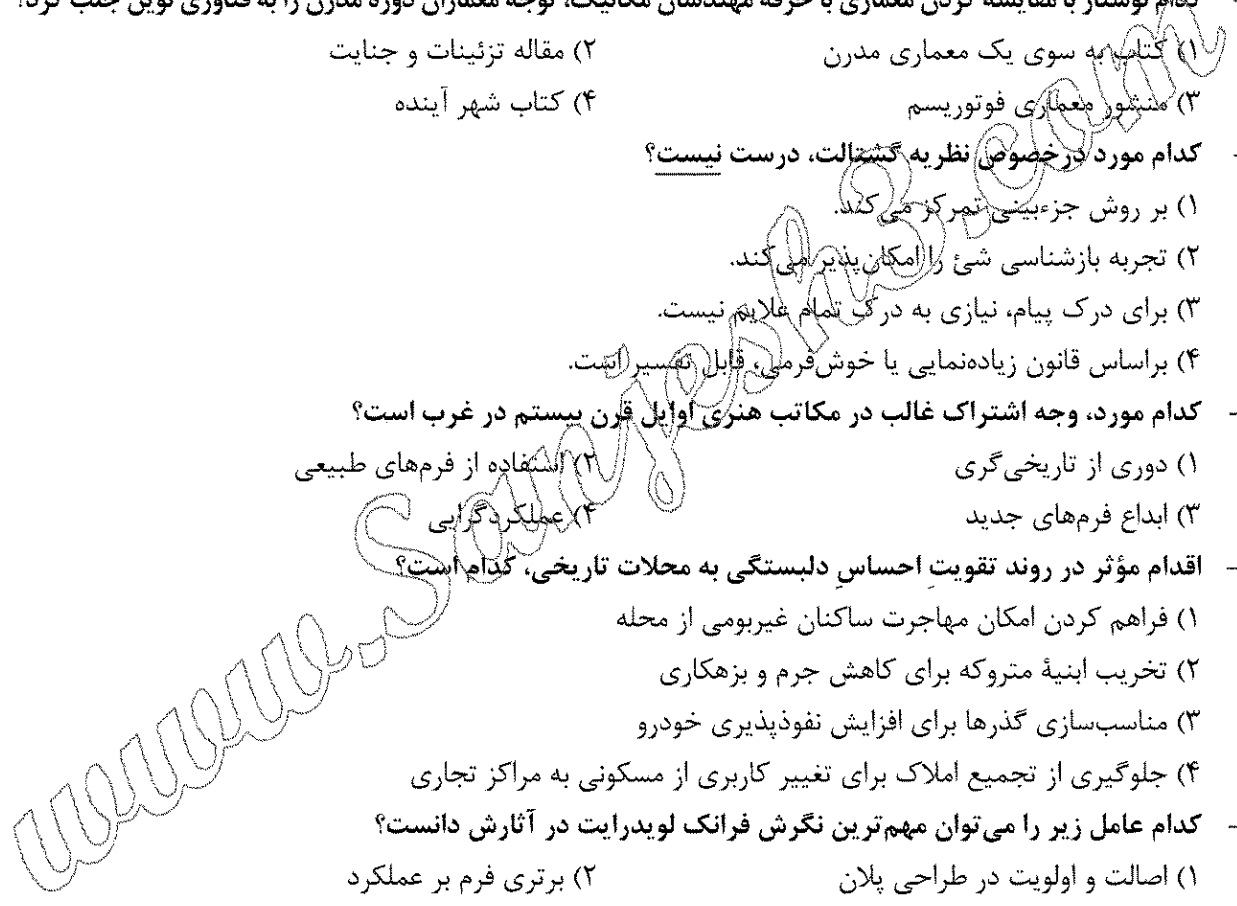 - کدام نوشتار با مقایسه کردن معماری با حرفه مهندسان مکانیک، توجه معماران دوره مدرن را به فناوری نوین جلب کرد؟
۱) کتاب به سوی یک معماری مدرن ۲) مقاله تزئینات و جنایت
۳) منشور معماری فوتوریسم ۴) کتاب شهر آینده
- کدام مورد درخصوص نظریه گشتالت، درست نیست؟
۱) بر روش جزءبینی تمرکز می‌کند.
۲) تجربه بازشناسی شئ را امکان‌پذیر می‌کند.
۳) برای درک پیام، نیازی به درک تمام علایم نیست.
۴) براساس قانون زیاده‌نمایی یا خوش‌فرمی، قابل تفسیر است.
- کدام مورد، وجه اشتراک غالب در مکاتب هنری اوایل قرن بیستم در غرب است؟
۱) دوری از تاریخی‌گری ۲) استفاده از فرم‌های طبیعی
۳) ابداع فرم‌های جدید ۴) عملکردگرایی
- اقدام مؤثر در روند تقویتِ احساسِ دلبستگی به محلات تاریخی، کدام است؟
۱) فراهم کردن امکان مهاجرت ساکنان غیربومی از محله
۲) تخریب ابنیهٔ متروکه برای کاهش جرم و بزهکاری
۳) مناسب‌سازی گذرها برای افزایش نفوذپذیری خودرو
۴) جلوگیری از تجمیع املاک برای تغییر کاربری از مسکونی به مراکز تجاری
- کدام عامل زیر را می‌توان مهم‌ترین نگرش فرانک لویدرایت در آثارش دانست؟
۱) اصالت و اولویت در طراحی پلان ۲) برتری فرم بر عملکرد
www.Sanjesh3.com